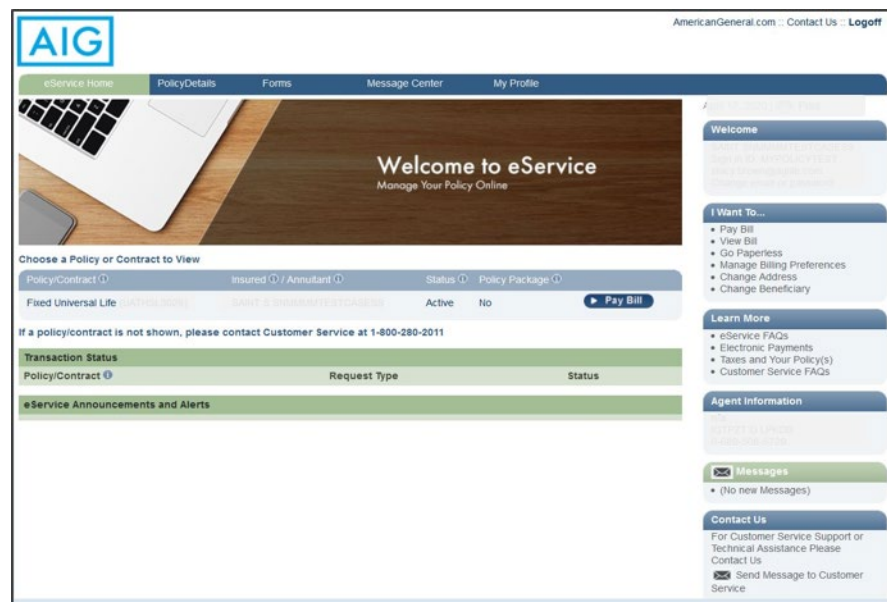 AmericanGeneral.com :: Contact Us :: Logoff
AIG
eService Home PolicyDetails Forms Message Center My Profile
Welcome to eService
Manage Your Policy Online
Choose a Policy or Contract to View
Policy/Contract Insured / Annuitant Status Policy Package
Fixed Universal Life Active No Pay Bill
If a policy/contract is not shown, please contact Customer Service at 1-800-280-2011
Transaction Status
Policy/Contract Request Type Status
eService Announcements and Alerts
Welcome
I Want To...
• Pay Bill
• View Bill
• Go Paperless
• Manage Billing Preferences
• Change Address
• Change Beneficiary
Learn More
• eService FAQs
• Electronic Payments
• Taxes and Your Policy(s)
• Customer Service FAQs
Agent Information
Messages
• (No new Messages)
Contact Us
For Customer Service Support or
Technical Assistance Please
Contact Us
Send Message to Customer
Service